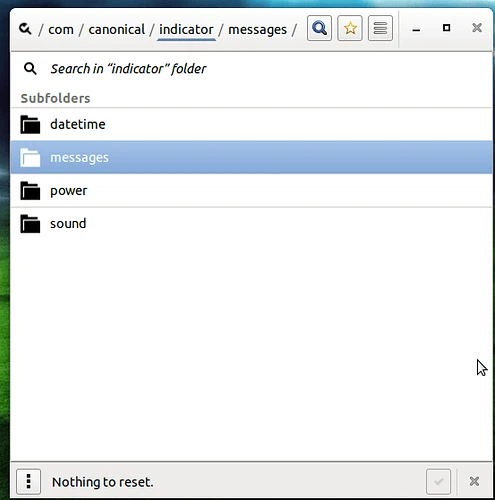 / com / canonical / indicator / messages /
Search in “indicator” folder
Subfolders
datetime
messages
power
sound
Nothing to reset.